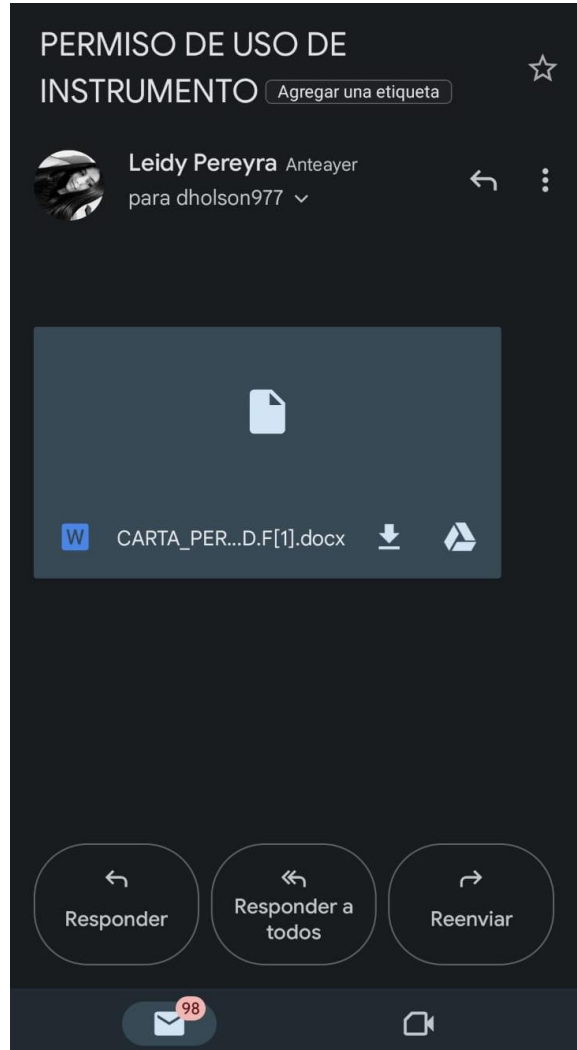 PERMISO DE USO DE
INSTRUMENTO Agregar una etiqueta
Leidy Pereyra Anteayer
para dholson977
W CARTA_PER...D.F[1].docx
Responder
Responder a
todos
Reenviar
98